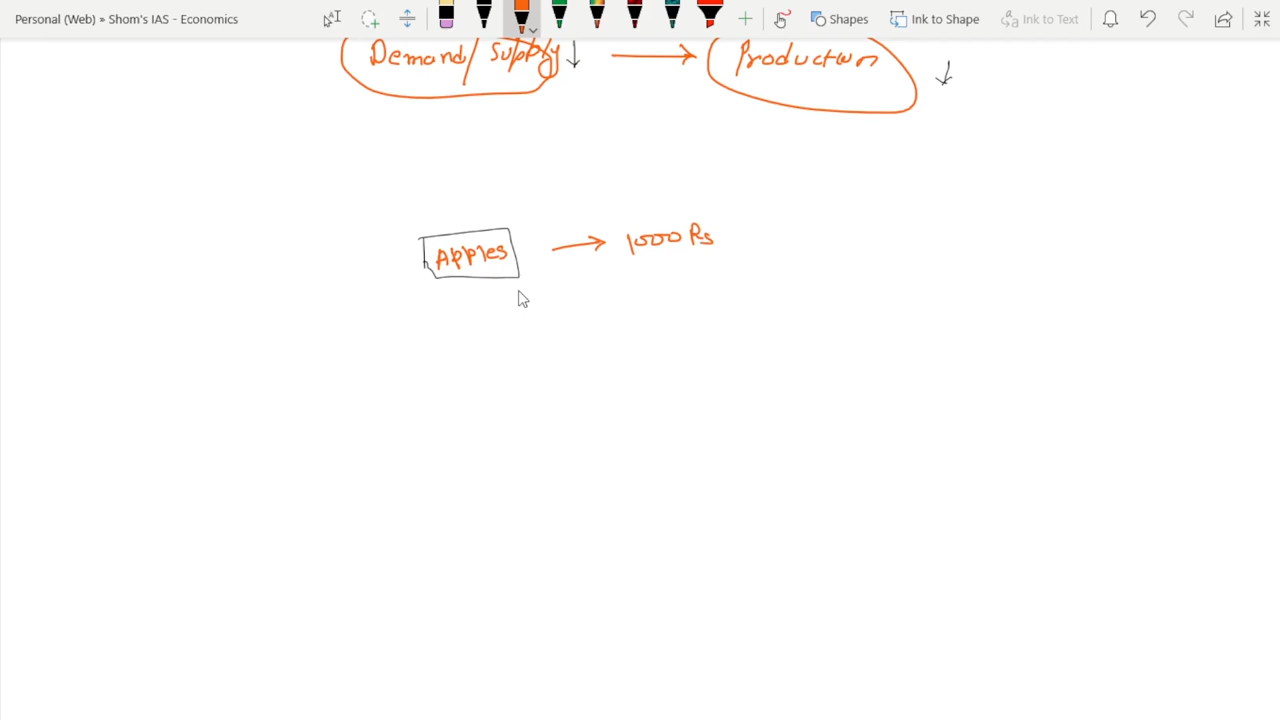 Personal (Web) » Shom's IAS - Economics
Shapes
Ink to Shape
Ink to Text
Demand/ Supply ↓ → Production ↓
Apples → 1000 Rs